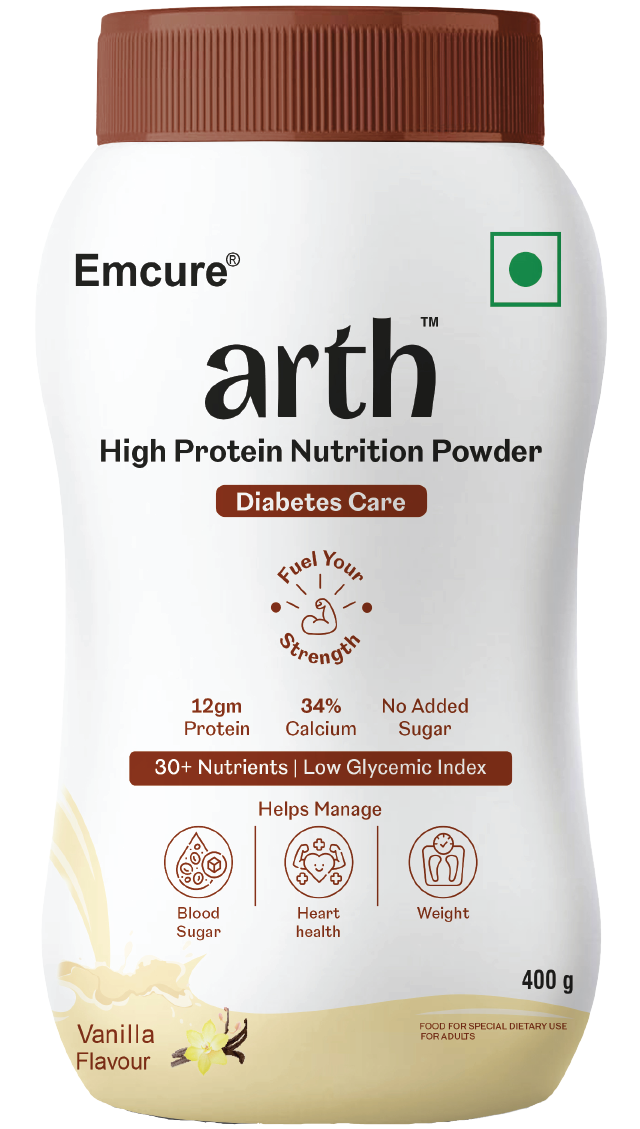 Emcure®
arth™
High Protein Nutrition Powder
Diabetes Care
Fuel Your
Strength
12gm 34% No Added
Protein Calcium Sugar
30+ Nutrients | Low Glycemic Index
Helps Manage
Blood Heart Weight
Sugar health
400 g
Vanilla
Flavour
FOOD FOR SPECIAL DIETARY USE
FOR ADULTS